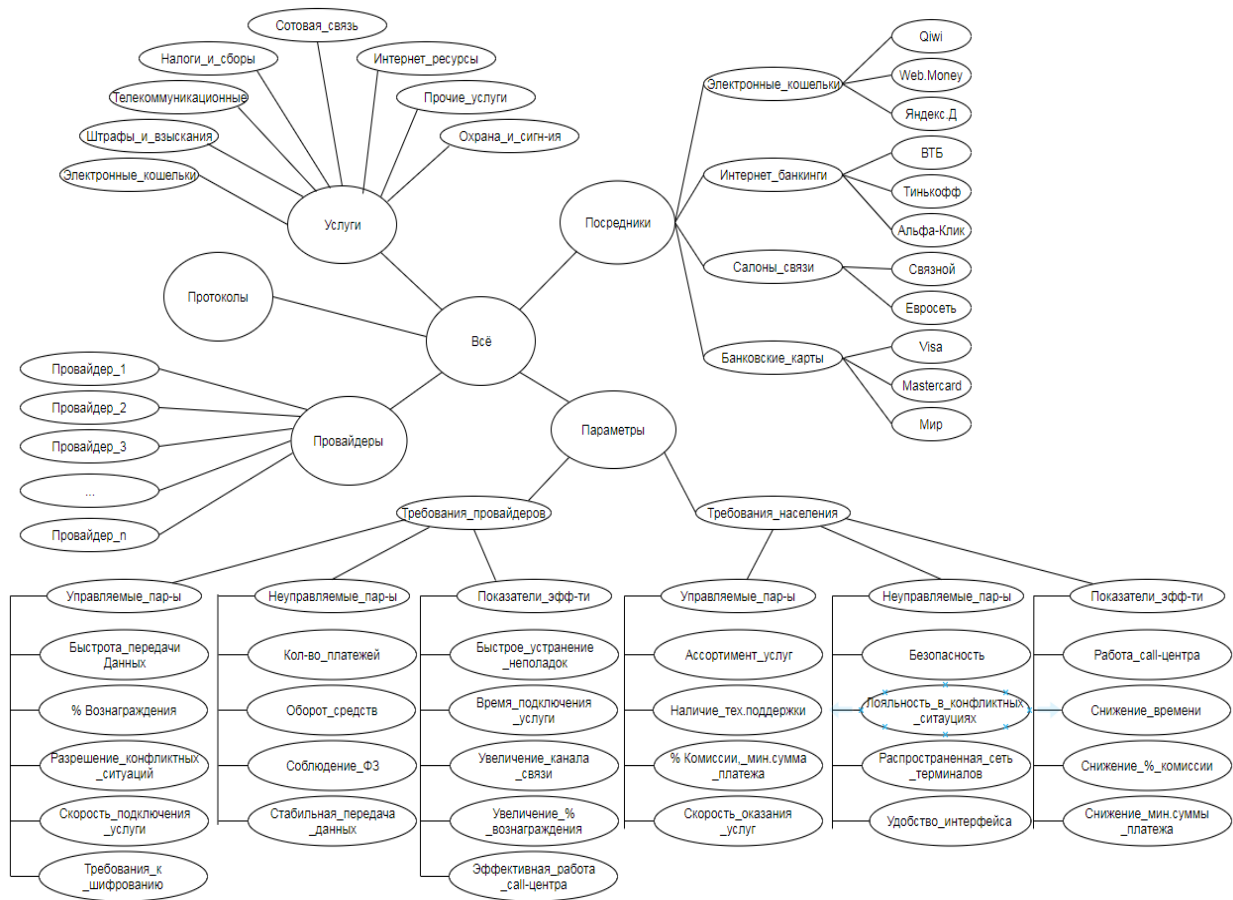 Сотовая_связь
Налоги_и_сборы
Интернет_ресурсы
Телекоммуникационные
Прочие_услуги
Штрафы_и_взыскания
Охрана_и_сигн-ия
Электронные_кошельки
Услуги
Протоколы
Всё
Посредники
Электронные_кошельки
Qiwi
Web.Money
Яндекс.Д
Интернет_банкинги
ВТБ
Тинькофф
Альфа-Клик
Салоны_связи
Связной
Евросеть
Банковские_карты
Visa
Mastercard
Мир
Провайдер_1
Провайдер_2
Провайдер_3
...
Провайдер_n
Провайдеры
Параметры
Требования_провайдеров
Требования_населения
Управляемые_пар-ы
Быстрота_передачи
Данных
% Вознаграждения
Разрешение_конфликтных
_ситуаций
Скорость_подключения
_услуги
Требования_к
_шифрованию
Неуправляемые_пар-ы
Кол-во_платежей
Оборот_средств
Соблюдение_ФЗ
Стабильная_передача
_данных
Показатели_эфф-ти
Быстрое_устранение
_неполадок
Время_подключения
_услуги
Увеличение_канала
_связи
Увеличение_%
_вознаграждения
Эффективная_работа
_call-центра
Управляемые_пар-ы
Ассортимент_услуг
Наличие_тех.поддержки
% Комиссии,_мин.сумма
_платежа
Скорость_оказания
_услуг
Неуправляемые_пар-ы
Безопасность
Лояльность_в_конфликтных
_ситауциях
Распространенная_сеть
_терминалов
Удобство_интерфейса
Показатели_эфф-ти
Работа_call-центра
Снижение_времени
Снижение_%_комиссии
Снижение_мин.суммы
_платежа